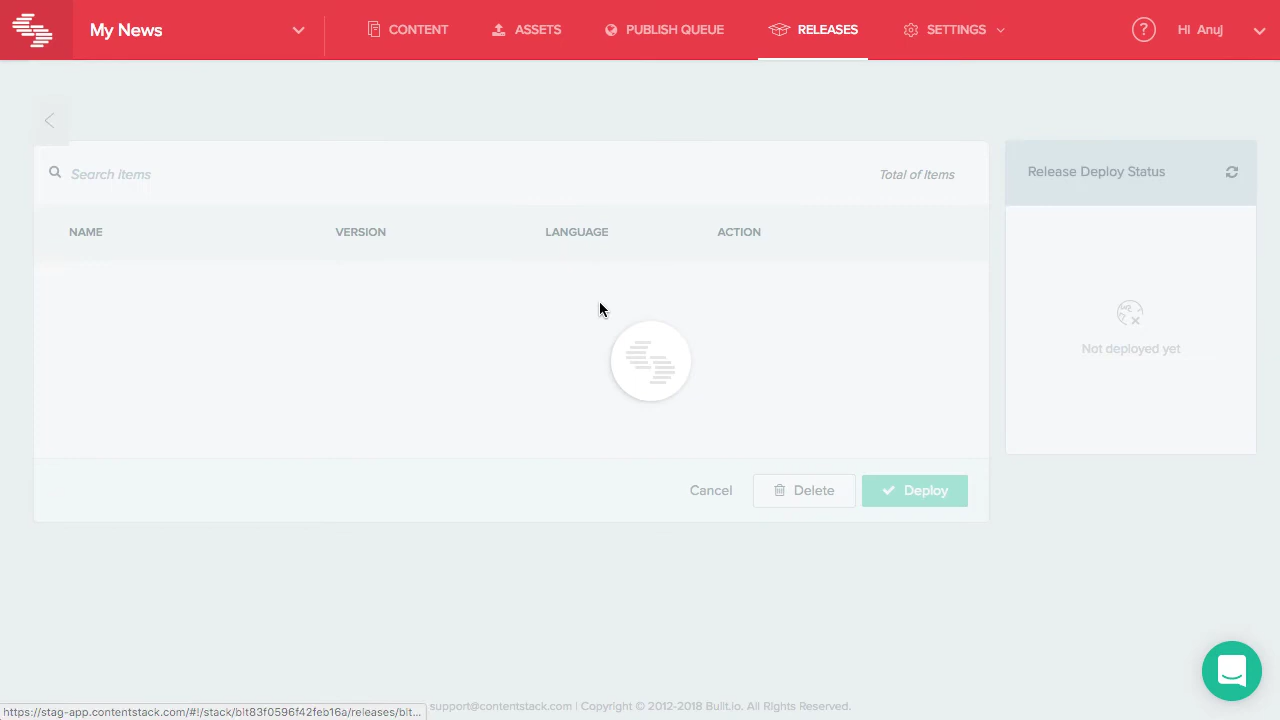 My News
CONTENT
ASSETS
PUBLISH QUEUE
RELEASES
SETTINGS
?
Hi Anuj
Search items
Total of Items
NAME
VERSION
LANGUAGE
ACTION
Release Deploy Status
Not deployed yet
Cancel
Delete
Deploy
https://stag-app.contentstack.com/#!/stack/blt83f0596f42feb16a/releases/blt...
support@contentstack.com | Copyright © 2012-2018 Built.io. All Rights Reserved.